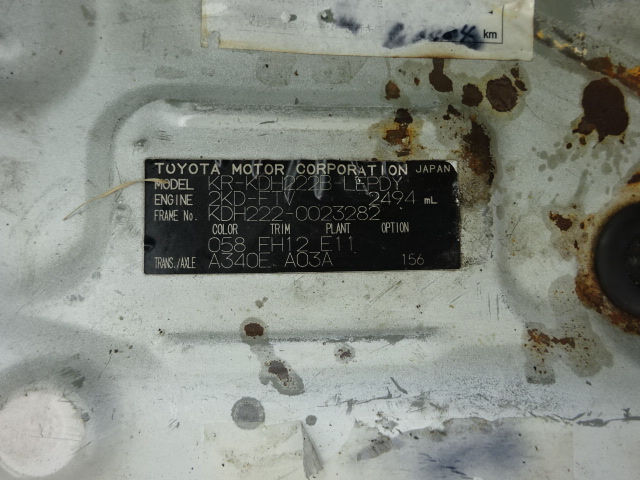 km
TOYOTA MOTOR CORPORATION JAPAN
MODEL KR-KDH222B-LEPDY
ENGINE 2KD-FTV 2494 mL
FRAME No. KDH222-0023282
COLOR TRIM PLANT OPTION
058 FH12 E11
TRANS./AXLE A340E A03A 156